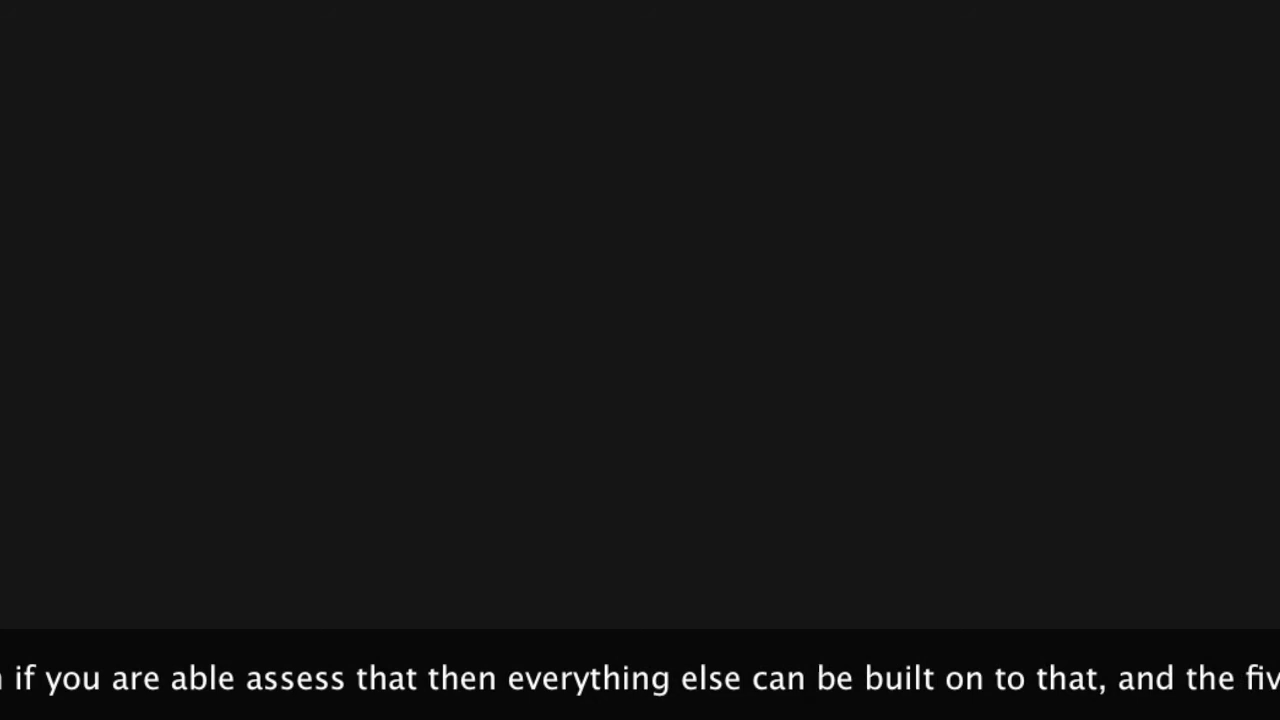 if you are able assess that then everything else can be built on to that, and the